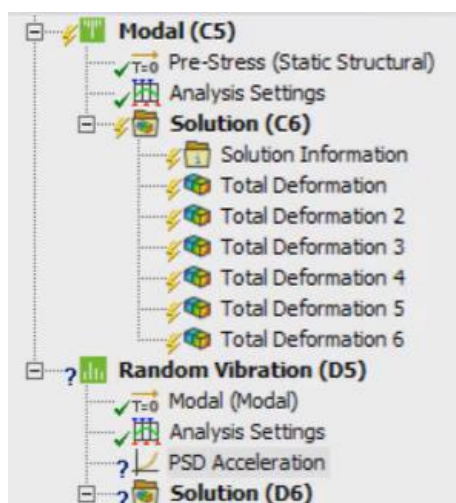 Modal (C5)
T=0 Pre-Stress (Static Structural)
Analysis Settings
Solution (C6)
i Solution Information
Total Deformation
Total Deformation 2
Total Deformation 3
Total Deformation 4
Total Deformation 5
Total Deformation 6
? Random Vibration (D5)
T=0 Modal (Modal)
Analysis Settings
? PSD Acceleration
? Solution (D6)